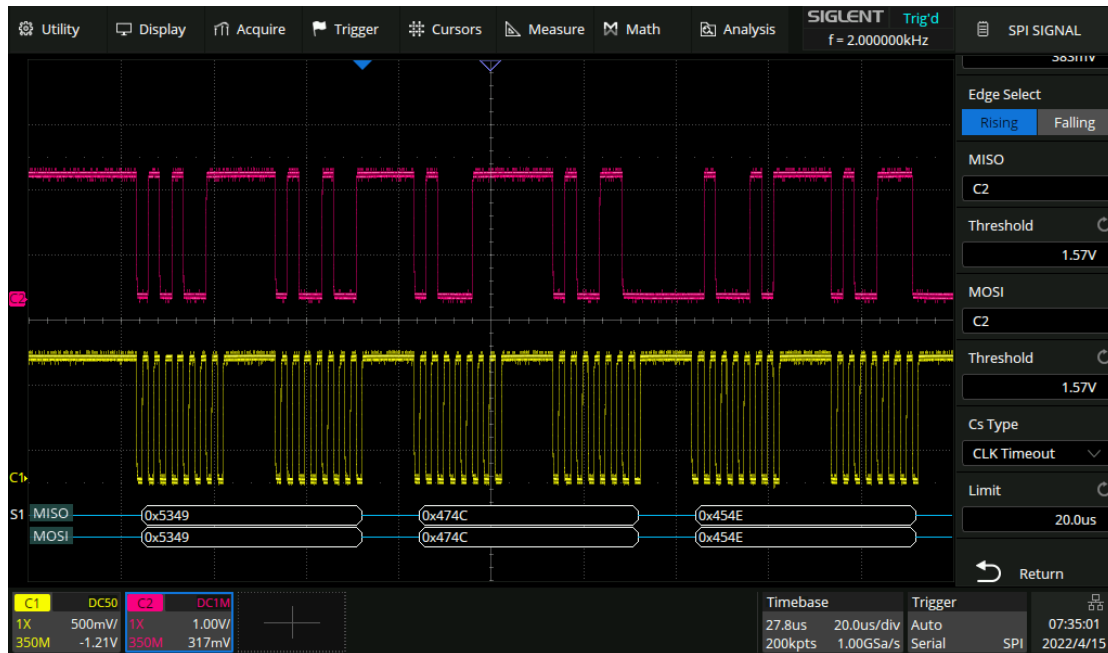 Utility Display Acquire Trigger Cursors Measure Math Analysis
SIGLENT Trig'd
f = 2.000000kHz
SPI SIGNAL
Edge Select
Rising Falling
MISO
C2
Threshold
1.57V
MOSI
C2
Threshold
1.57V
Cs Type
CLK Timeout
Limit
20.0us
Return
C2
C1
S1 MISO 0x5349 0x474C 0x454E
MOSI 0x5349 0x474C 0x454E
C1 DC50
1X 500mV/
350M -1.21V
C2 DC1M
1X 1.00V/
350M 317mV
Timebase
27.8us 20.0us/div
200kpts 1.00GSa/s
Trigger
Auto
Serial SPI
07:35:01
2022/4/15